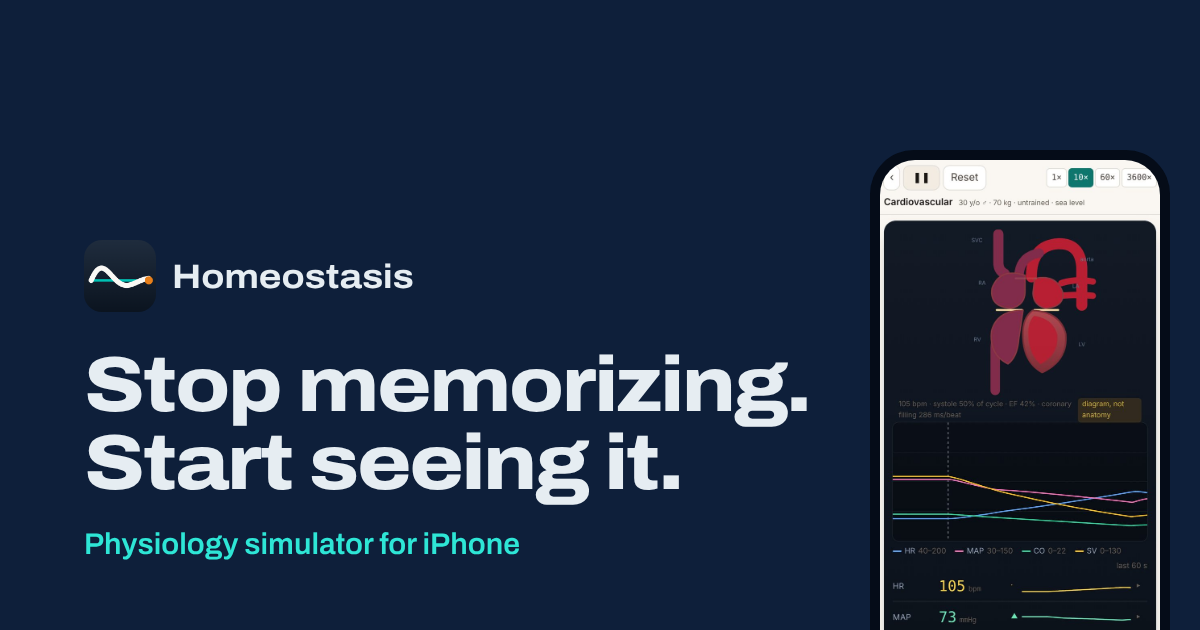 Homeostasis
Stop memorizing.
Start seeing it.
Physiology simulator for iPhone
‹
Reset
1×
10×
60×
3600×
Cardiovascular 30 y/o ♂ · 70 kg · untrained · sea level
SVC
RA
RV
LV
105 bpm · systole 50% of cycle · EF 42% · coronary
filling 286 ms/beat
diagram, not
anatomy
HR 40–200 MAP 30–150 CO 0–22 SV 0–130
last 60 s
HR 105 bpm
MAP 73 mmHg